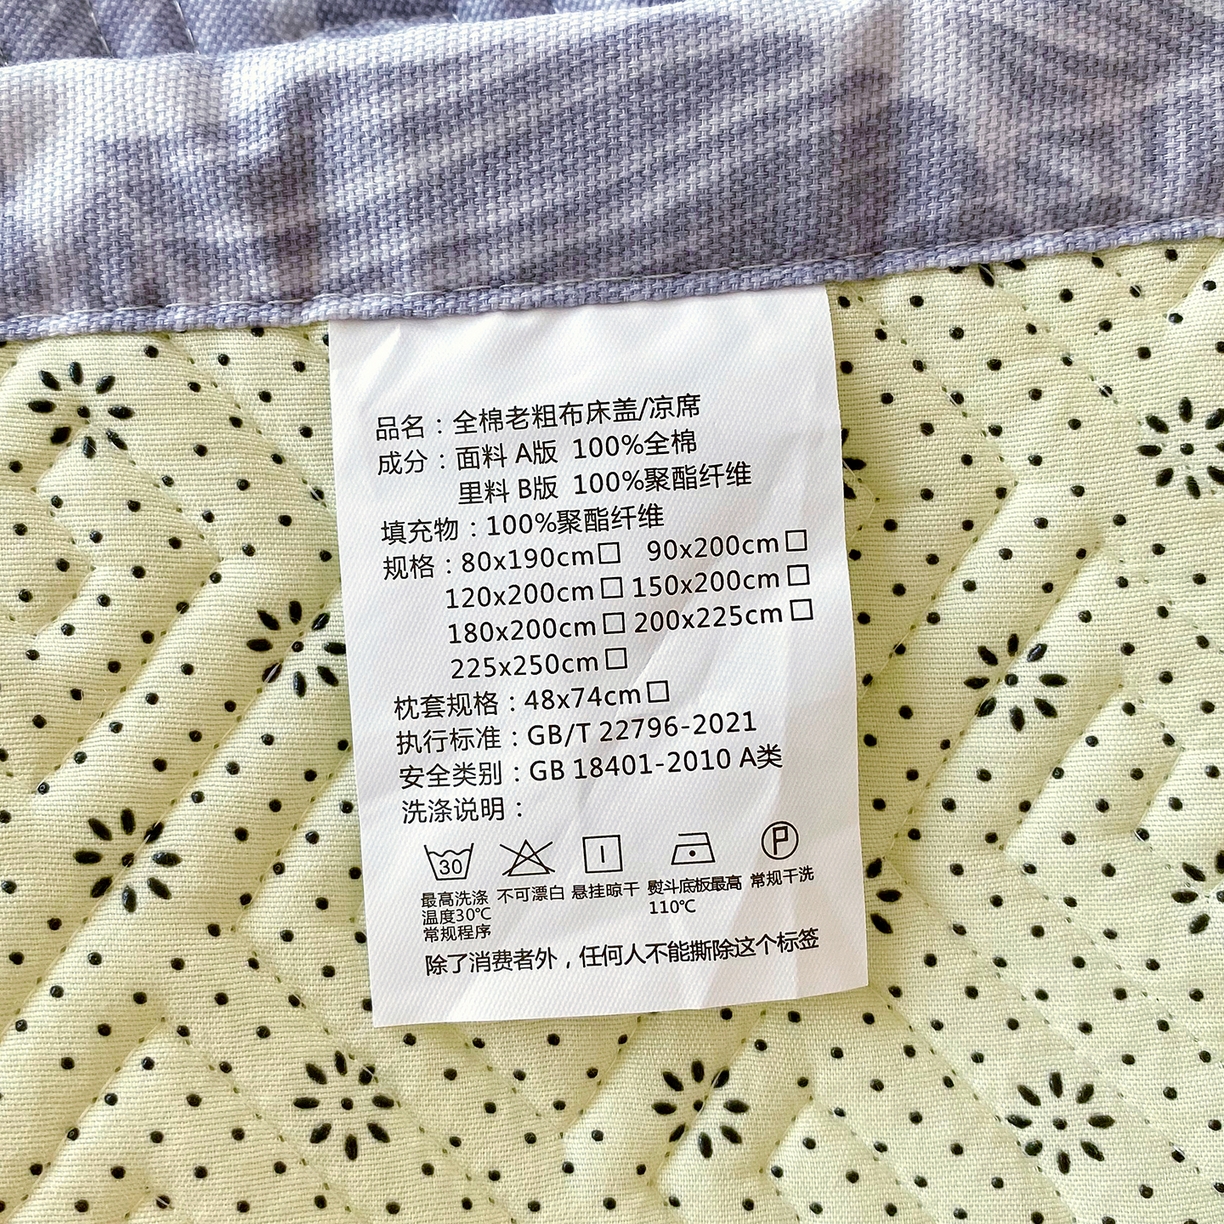 品名：全棉老粗布床盖/凉席
成分：面料 A版 100%全棉
里料 B版 100%聚酯纤维
填充物：100%聚酯纤维
规格：80x190cm□ 90x200cm□
120x200cm□ 150x200cm□
180x200cm□ 200x225cm□
225x250cm□
枕套规格：48x74cm□
执行标准：GB/T 22796-2021
安全类别：GB 18401-2010 A类
洗涤说明：
30 P
最高洗涤 不可漂白 悬挂晾干 熨斗底板最高 常规干洗
温度30℃ 110℃
常规程序
除了消费者外，任何人不能撕除这个标签